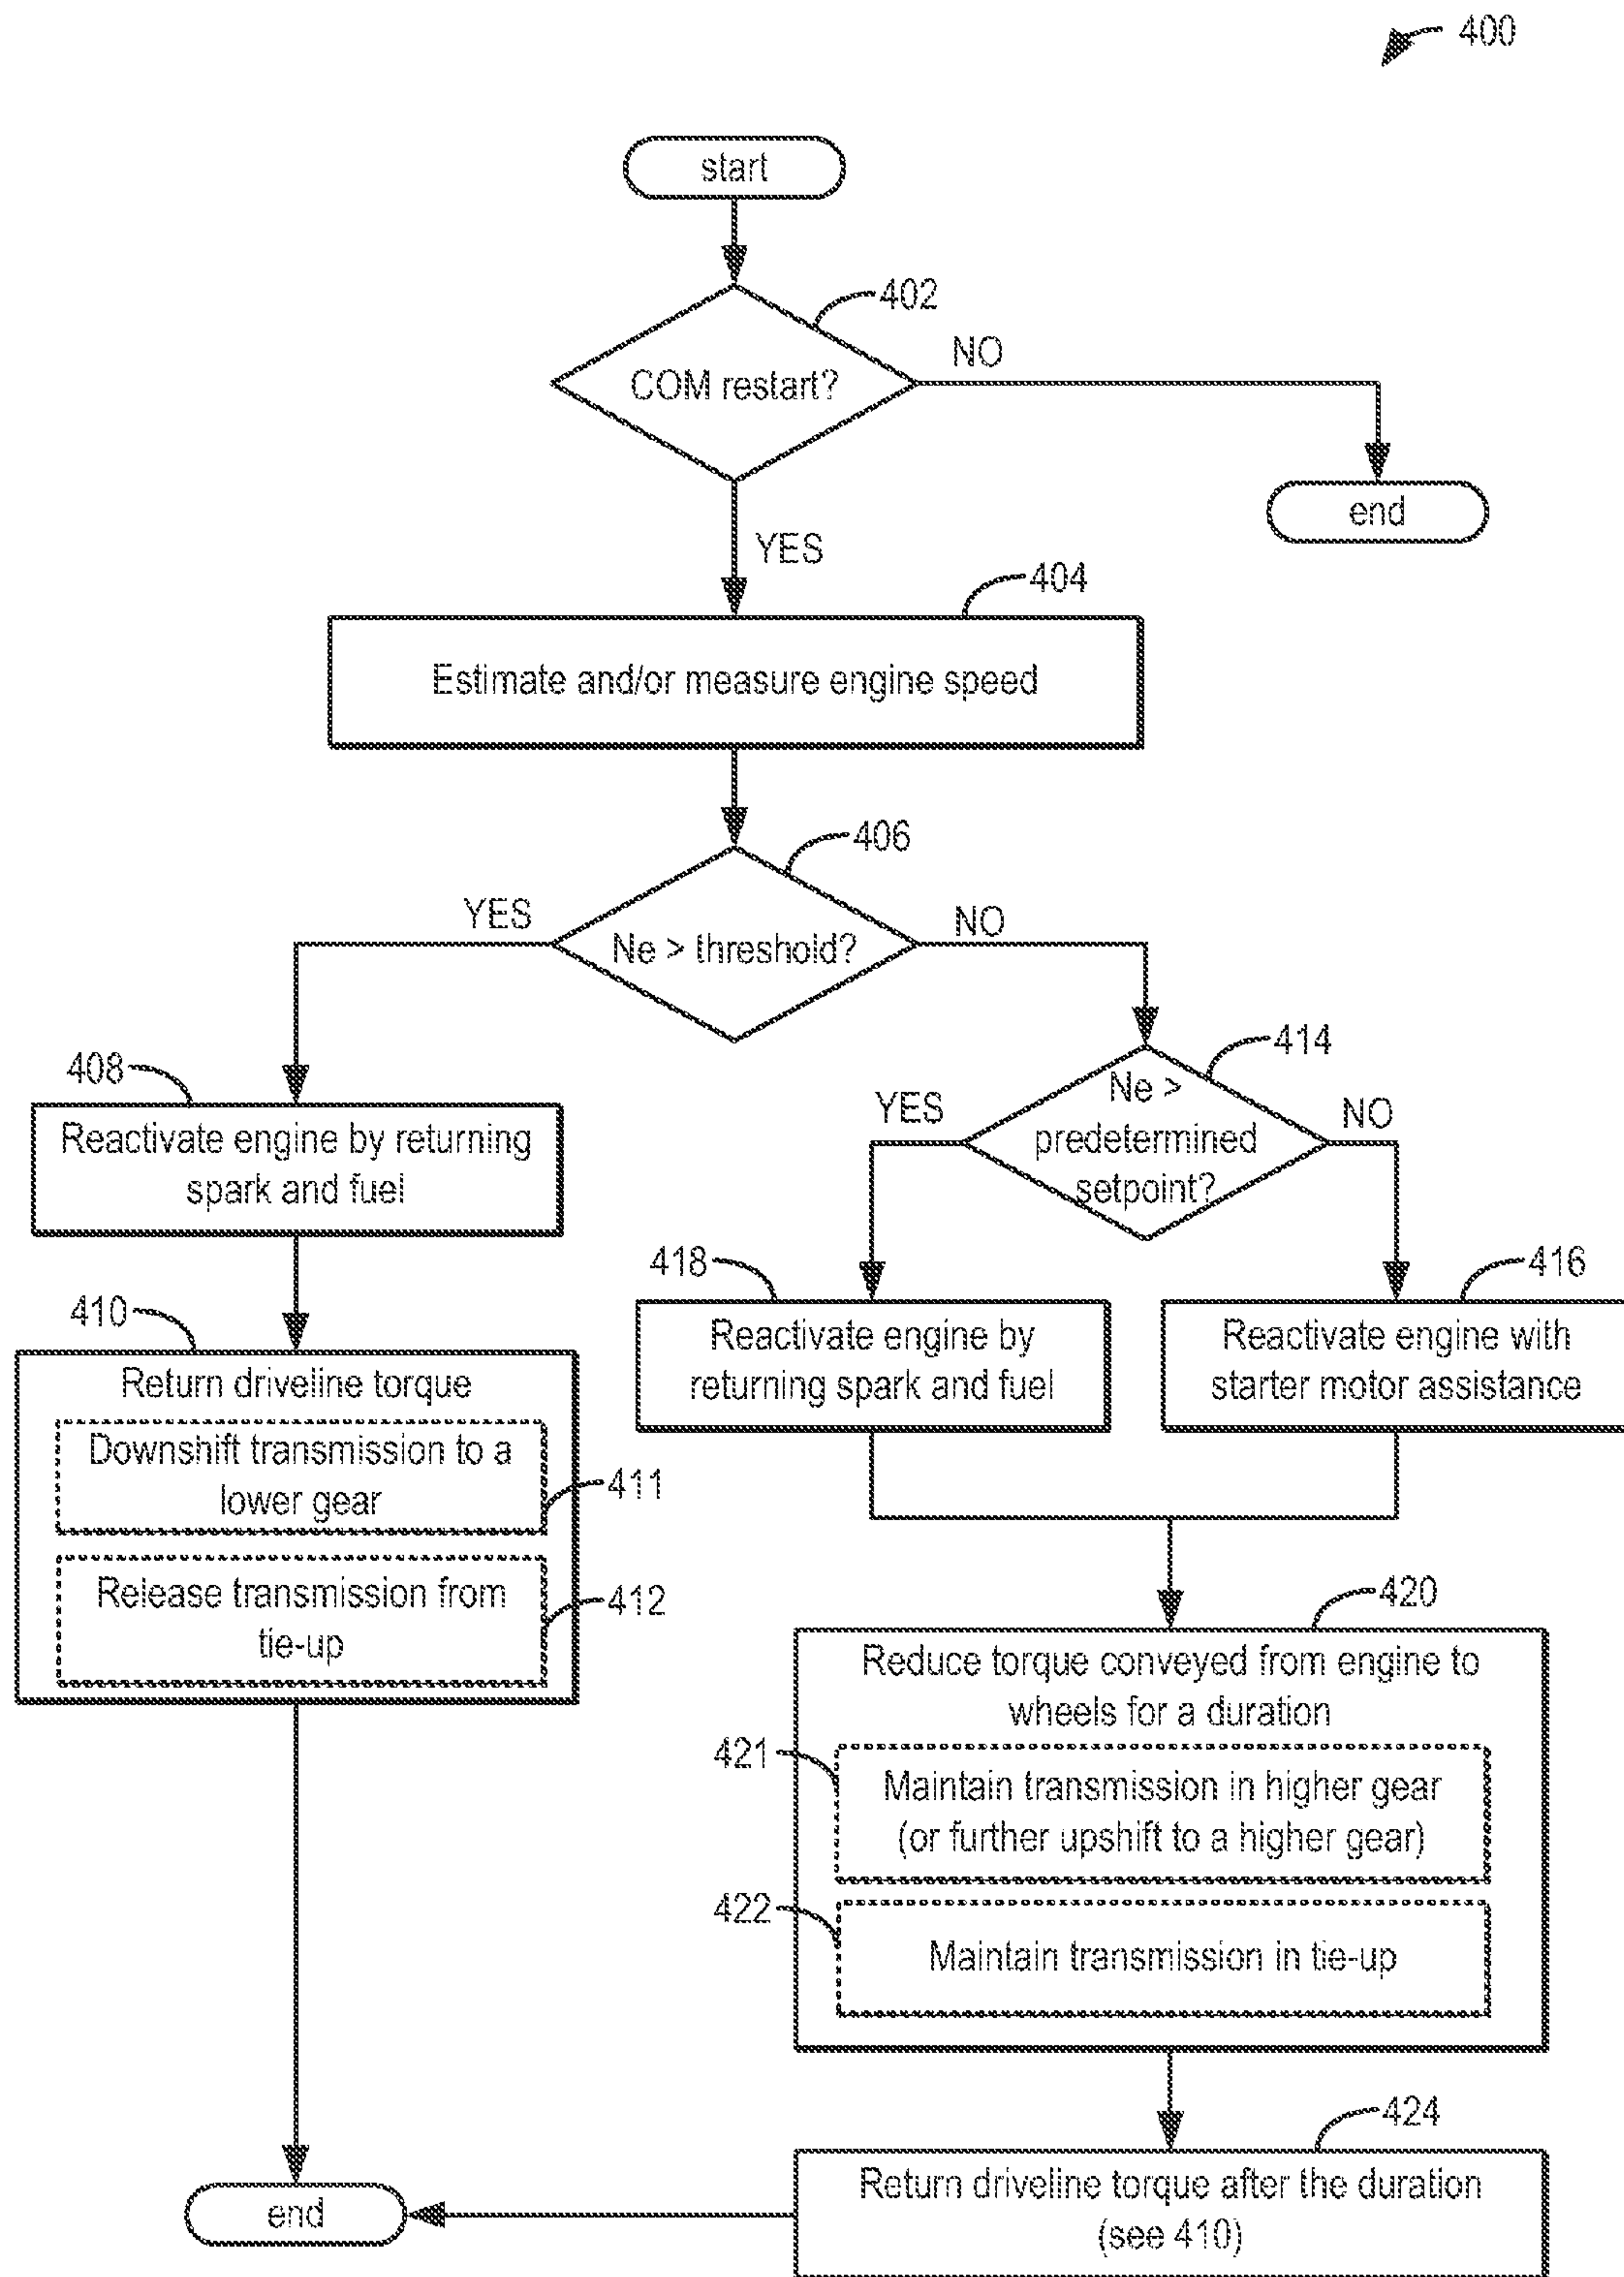 400
start
402
COM restart?
NO
end
YES
404
Estimate and/or measure engine speed
406
YES
Ne > threshold?
NO
408
Reactivate engine by returning
spark and fuel
414
Ne >
predetermined
setpoint?
YES
NO
410
Return driveline torque
Downshift transmission to a
lower gear
411
Release transmission from
tie-up
412
418
Reactivate engine by
returning spark and fuel
416
Reactivate engine with
starter motor assistance
420
Reduce torque conveyed from engine to
wheels for a duration
421
Maintain transmission in higher gear
(or further upshift to a higher gear)
422
Maintain transmission in tie-up
424
Return driveline torque after the duration
(see 410)
end